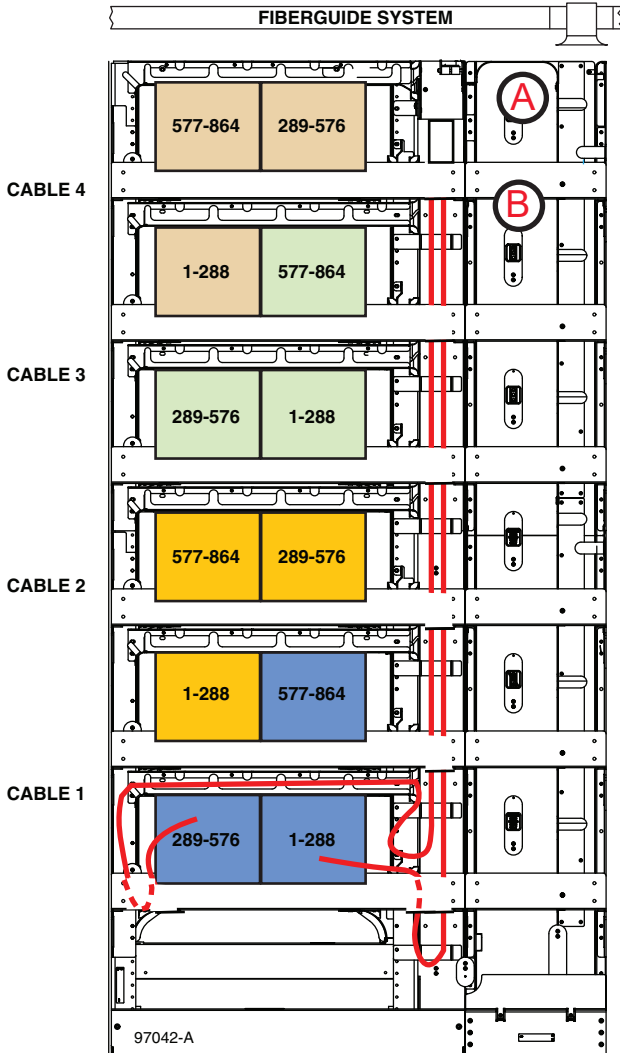 FIBERGUIDE SYSTEM
A
577-864 289-576
CABLE 4
B
1-288 577-864
CABLE 3
289-576 1-288
577-864 289-576
CABLE 2
1-288 577-864
CABLE 1
289-576 1-288
97042-A